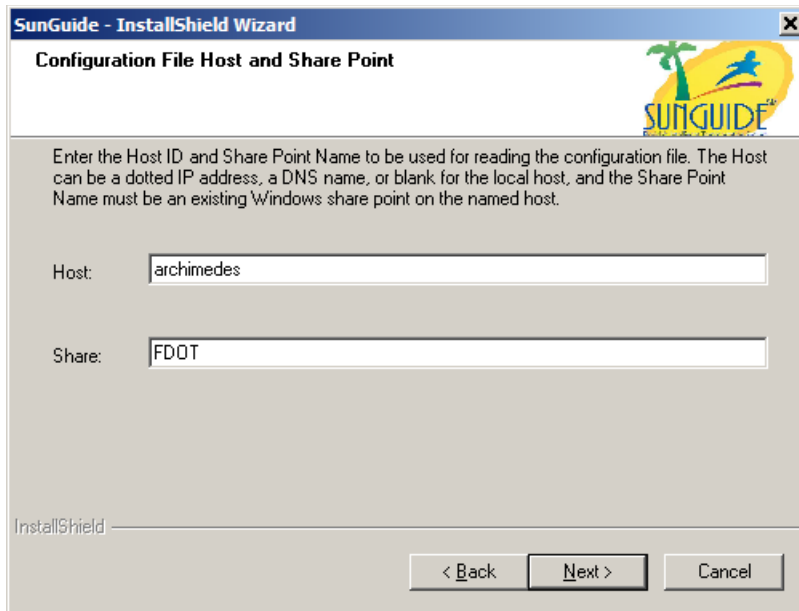 SunGuide - InstallShield Wizard
Configuration File Host and Share Point
SUNGUIDE
Enter the Host ID and Share Point Name to be used for reading the configuration file. The Host
can be a dotted IP address, a DNS name, or blank for the local host, and the Share Point
Name must be an existing Windows share point on the named host.
Host: archimedes
Share: FDOT
InstallShield
< Back Next > Cancel